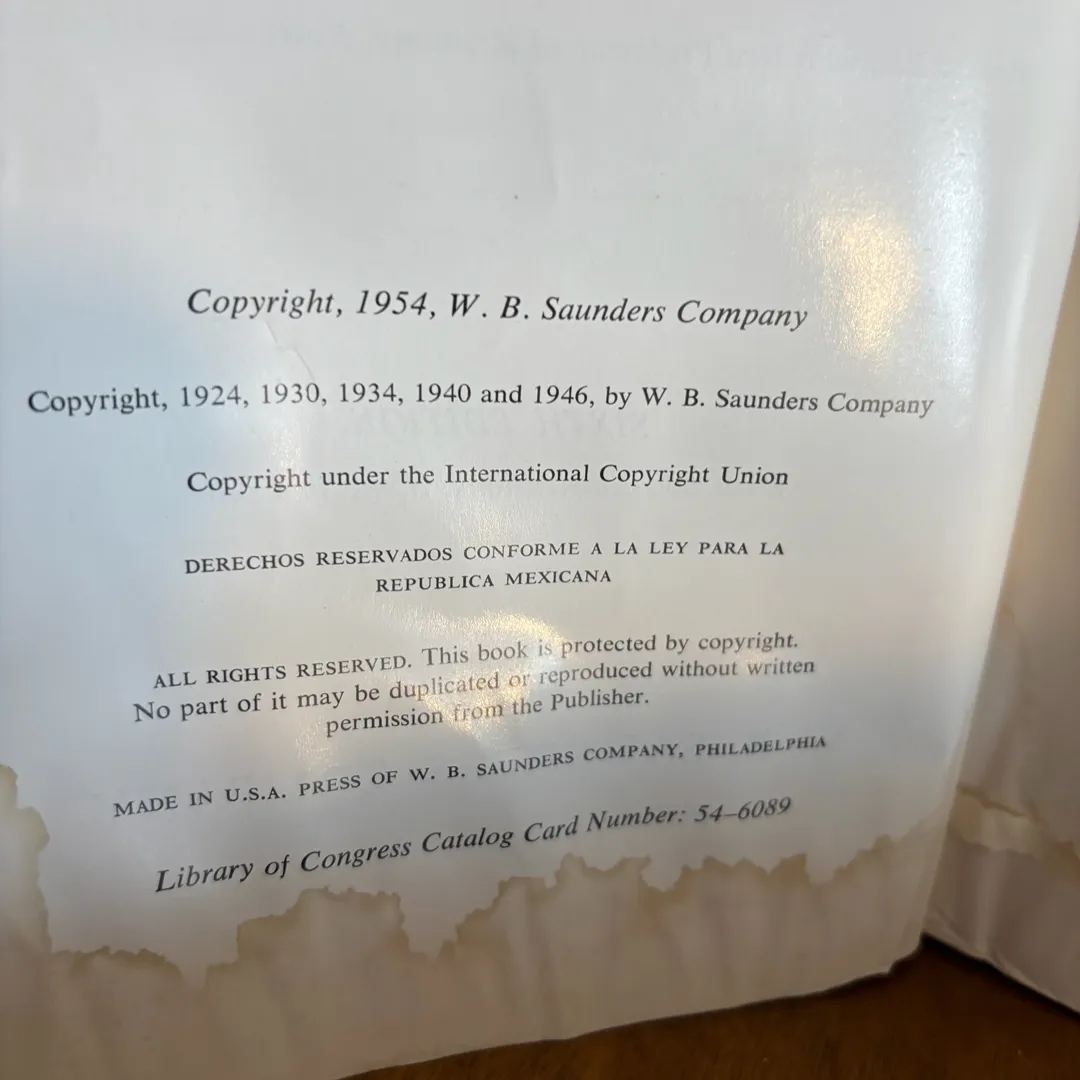 Copyright, 1954, W. B. Saunders Company
Copyright, 1924, 1930, 1934, 1940 and 1946, by W. B. Saunders Company
Copyright under the International Copyright Union
DERECHOS RESERVADOS CONFORME A LA LEY PARA LA
REPUBLICA MEXICANA
ALL RIGHTS RESERVED. This book is protected by copyright.
No part of it may be duplicated or reproduced without written
permission from the Publisher.
MADE IN U.S.A. PRESS OF W. B. SAUNDERS COMPANY, PHILADELPHIA
Library of Congress Catalog Card Number: 54–6089